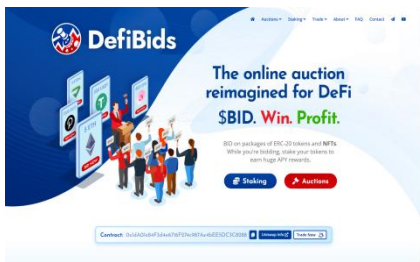 DefiBids
Auctions Staking Trade About FAQ Contact
The online auction
reimagined for DeFi
$BID. Win. Profit.
BID on packages of ERC-20 tokens and NFTs
While you're bidding, stake your tokens to
earn huge APY rewards.
Staking
Auctions
Contract:
Uniswap Info
Trade Now